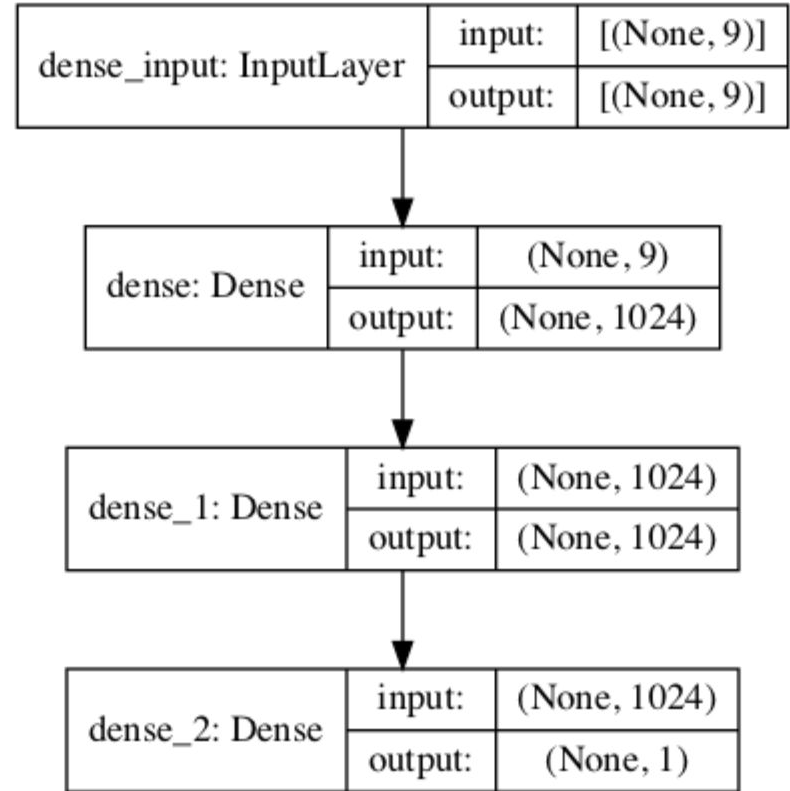 dense_input: InputLayer
input: [(None, 9)]
output: [(None, 9)]
dense: Dense
input: (None, 9)
output: (None, 1024)
dense_1: Dense
input: (None, 1024)
output: (None, 1024)
dense_2: Dense
input: (None, 1024)
output: (None, 1)